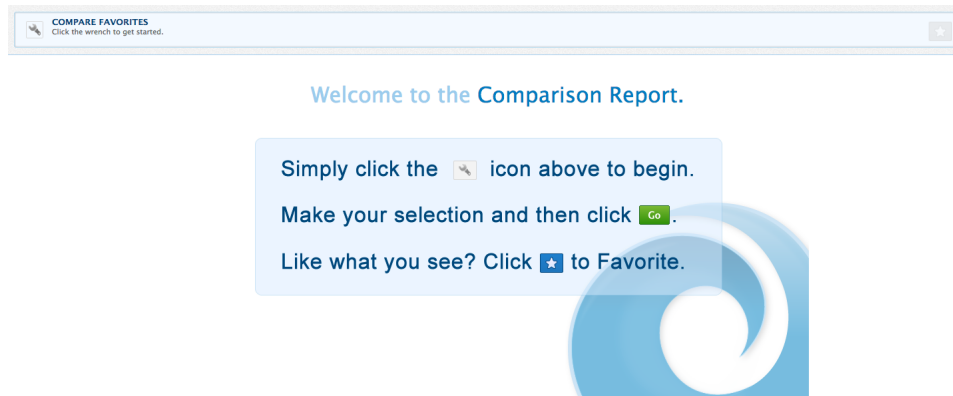 COMPARE FAVORITES
Click the wrench to get started.
Welcome to the Comparison Report.
Simply click the icon above to begin.
Make your selection and then click Go.
Like what you see? Click to Favorite.